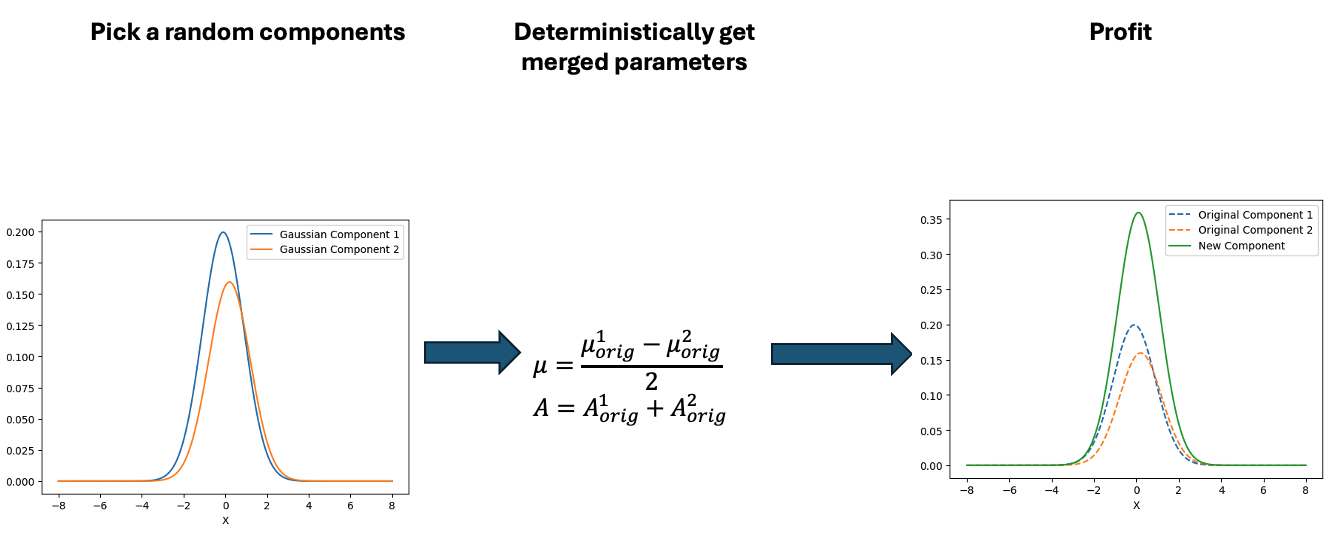 Pick a random components
Deterministically get
merged parameters
Profit
0.200
0.175
0.150
0.125
0.100
0.075
0.050
0.025
0.000
−8 −6 −4 −2 0 2 4 6 8
X
Gaussian Component 1
Gaussian Component 2
μ = (μ¹orig − μ²orig) / 2
A = A¹orig + A²orig
0.35
0.30
0.25
0.20
0.15
0.10
0.05
0.00
−8 −6 −4 −2 0 2 4 6 8
X
Original Component 1
Original Component 2
New Component